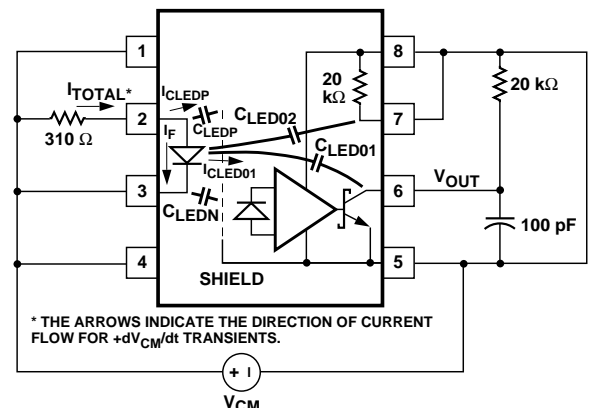 1
8
I_TOTAL*
I_CLEDP
20
kΩ
20 kΩ
2
C_LEDP
C_LED02
7
310 Ω
I_F
C_LED01
I_CLED01
V_OUT
3
6
C_LEDN
100 pF
4
5
SHIELD
* THE ARROWS INDICATE THE DIRECTION OF CURRENT
FLOW FOR +dV_CM/dt TRANSIENTS.
+ −
V_CM